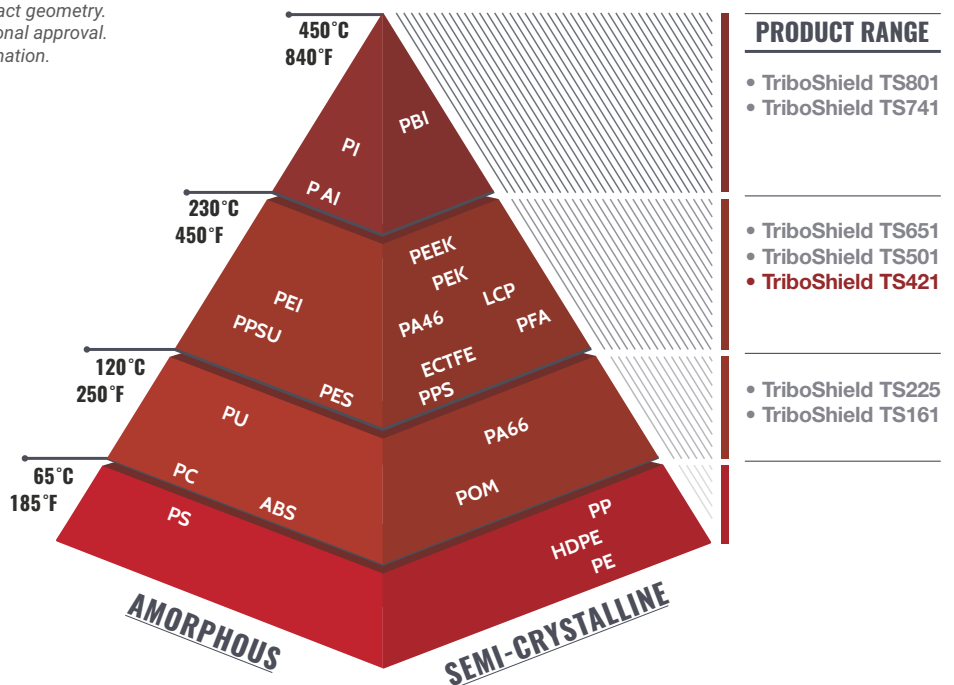 act geometry.
onal approval.
nation.
450°C
840°F
PBI
PI
P AI
230°C
450°F
PEEK
PEK
LCP
PEI
PPSU
PA46
PFA
ECTFE
PPS
PES
120°C
250°F
PU
PA66
PC
ABS
POM
65°C
185°F
PS
PP
HDPE
PE
AMORPHOUS
SEMI-CRYSTALLINE
PRODUCT RANGE
• TriboShield TS801
• TriboShield TS741
• TriboShield TS651
• TriboShield TS501
• TriboShield TS421
• TriboShield TS225
• TriboShield TS161